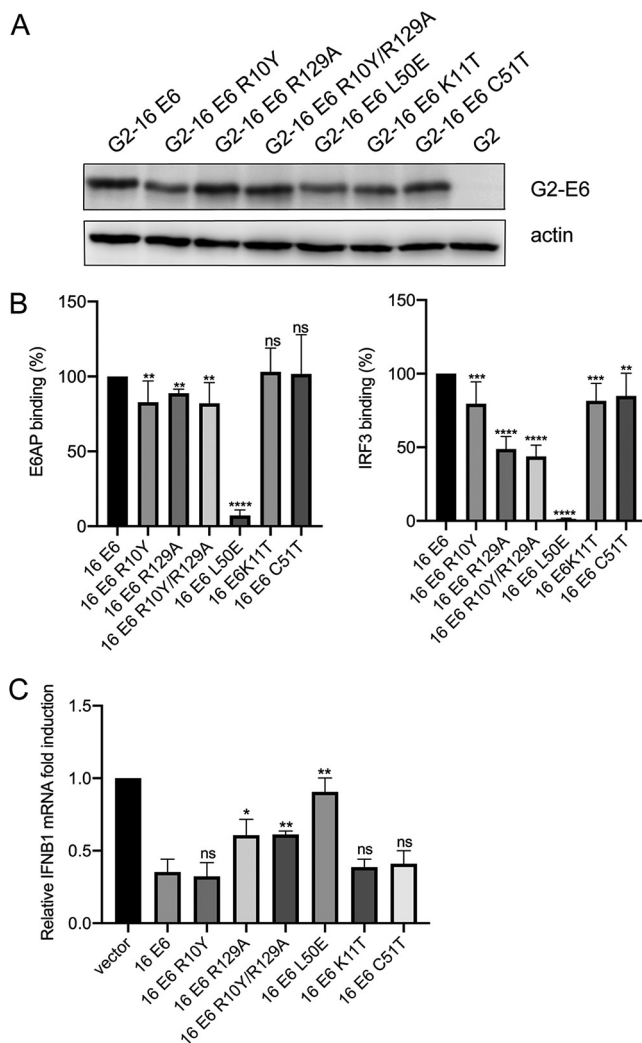 A
G2-16 E6
G2-16 E6 R10Y
G2-16 E6 R129A
G2-16 E6 R10Y/R129A
G2-16 E6 L50E
G2-16 E6 K11T
G2-16 E6 C51T
G2
G2-E6
actin
B
E6AP binding (%)
150
100
50
0
**
**
**
****
ns
ns
16 E6
16 E6 R10Y
16 E6 R129A
16 E6 R10Y/R129A
16 E6 L50E
16 E6K11T
16 E6 C51T
IRF3 binding (%)
150
100
50
0
***
****
****
****
***
**
16 E6
16 E6 R10Y
16 E6 R129A
16 E6 R10Y/R129A
16 E6 L50E
16 E6K11T
16 E6 C51T
C
Relative IFNB1 mRNA fold induction
1.5
1.0
0.5
0.0
ns
*
**
**
ns
ns
vector
16 E6
16 E6 R10Y
16 E6 R129A
16 E6 R10Y/R129A
16 E6 L50E
16 E6 K11T
16 E6 C51T